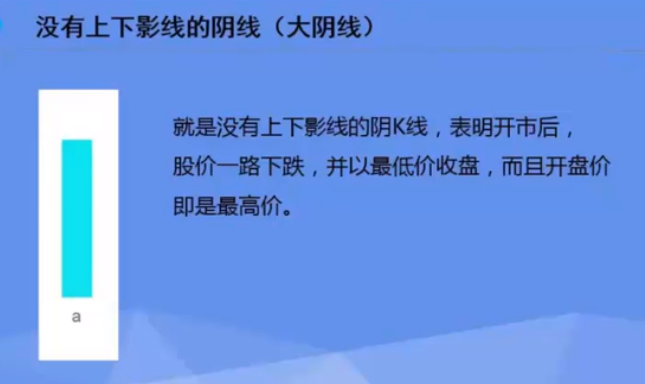 没有上下影线的阴线（大阴线）
就是没有上下影线的阴K线，表明开市后，
股价一路下跌，并以最低价收盘，而且开盘价
即是最高价。
a